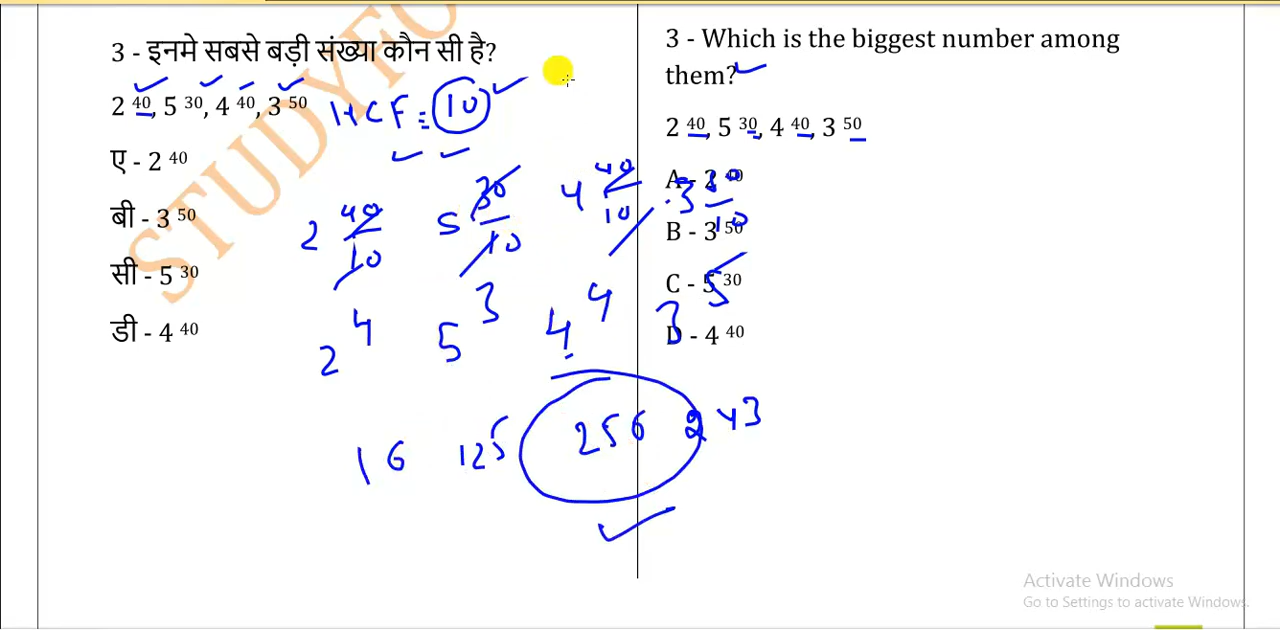 3 - इनमे सबसे बड़ी संख्या कौन सी है?
2 40, 5 30, 4 40, 3 50
HCF = 10
ए - 2 40
बी - 3 50
सी - 5 30
डी - 4 40
3 - Which is the biggest number among
them?
2 40, 5 30, 4 40, 3 50
A - 2 40
B - 3 50
C - 5 30
D - 4 40
2 40/10 5 30/10 4 40/10 3 50/10
2 4 5 3 4 4 3 5
16 125 256 243
STUDYFO
Activate Windows
Go to Settings to activate Windows.